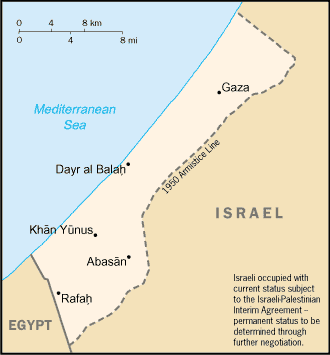 0 4 8 km
0 4 8 mi
Gaza
Mediterranean
Sea
1950 Armistice Line
Dayr al Balaḩ
ISRAEL
Khān Yūnus
Abasān
Rafaḩ
EGYPT
Israeli occupied with
current status subject
to the Israeli-Palestinian
Interim Agreement –
permanent status to be
determined through
further negotiation.